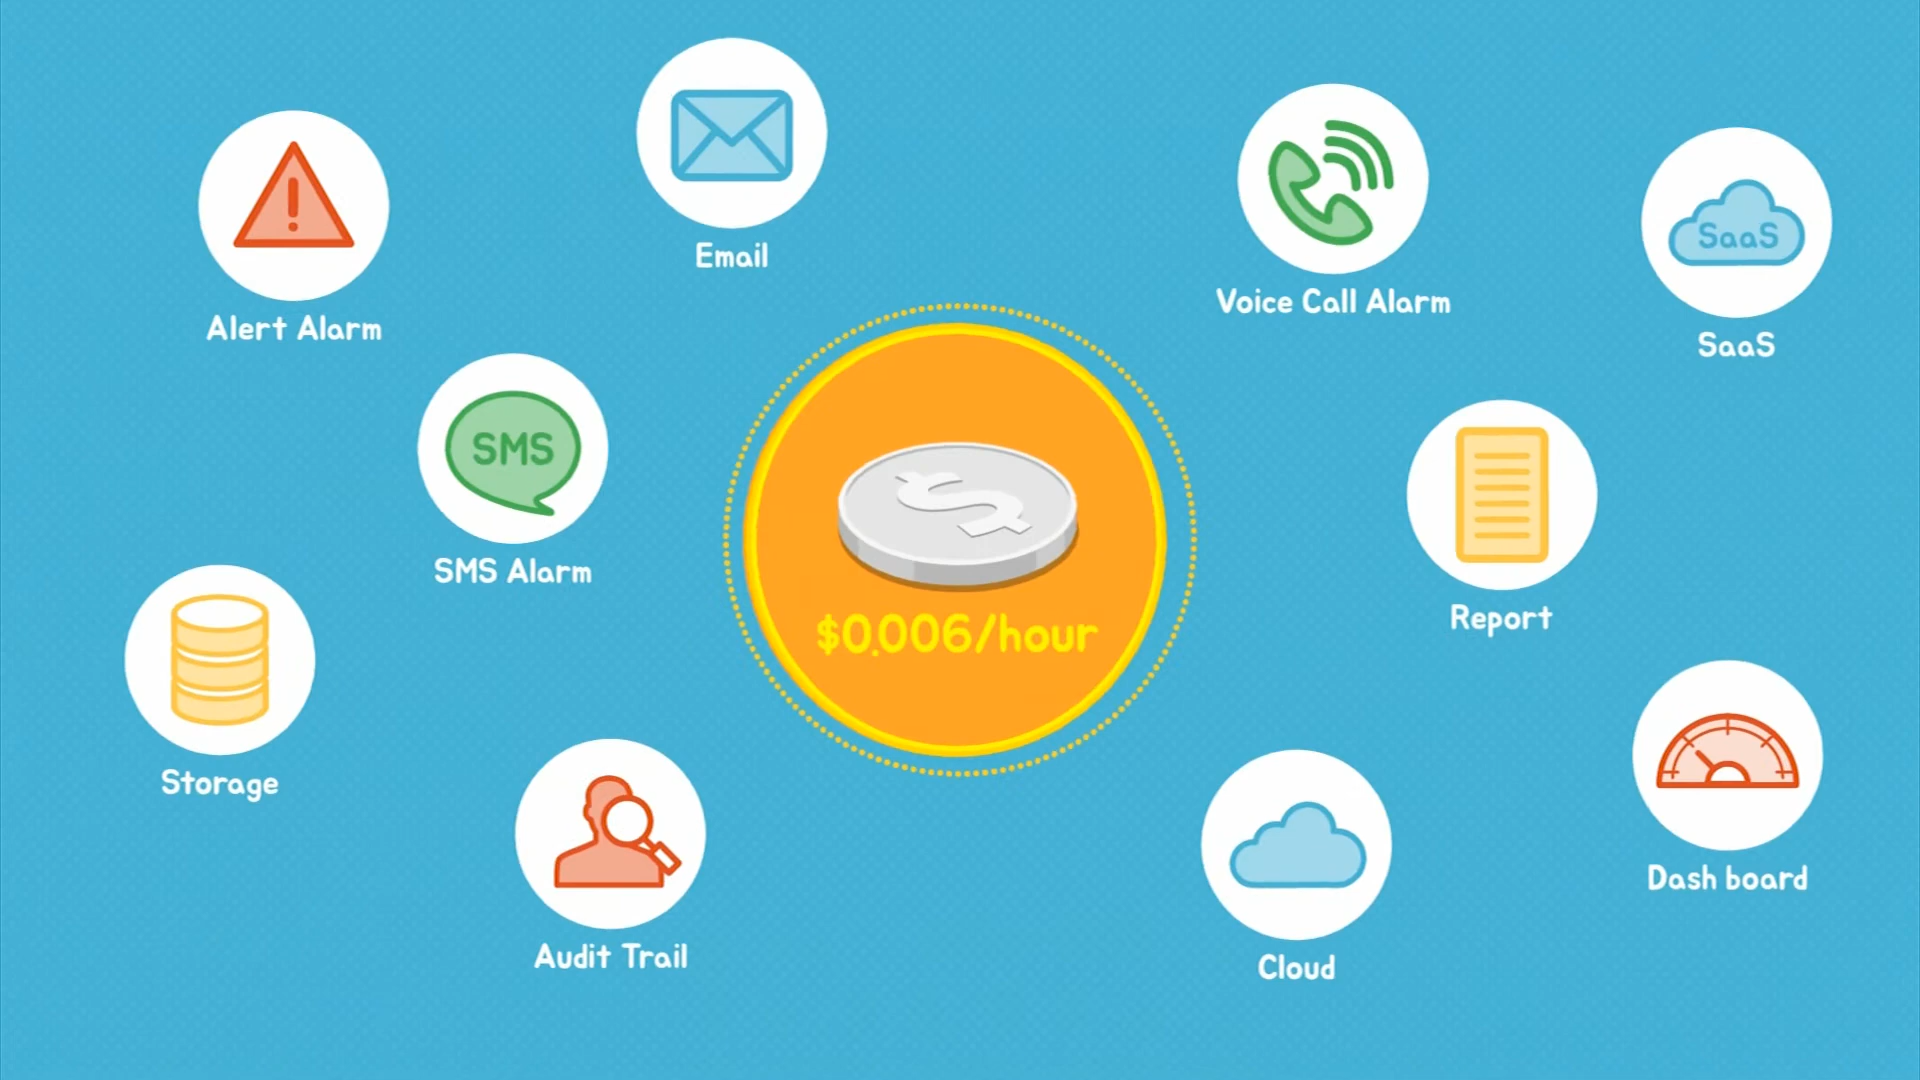 Email
Alert Alarm
Voice Call Alarm
SaaS
SaaS
SMS
SMS Alarm
$0.006/hour
Report
Storage
Dash board
Audit Trail
Cloud